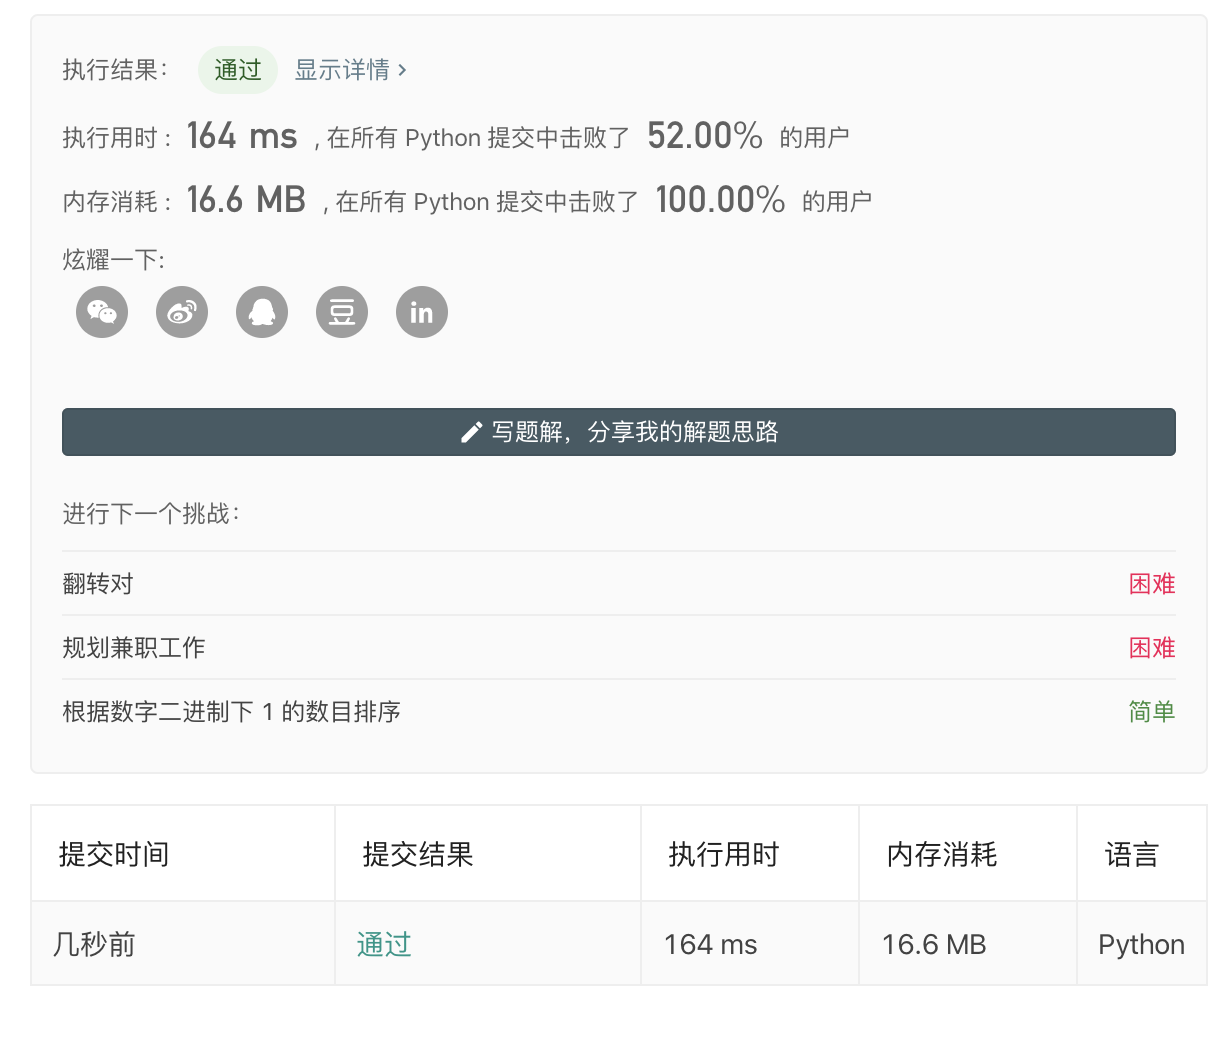 执行结果： 通过 显示详情 ›
执行用时 : 164 ms , 在所有 Python 提交中击败了 52.00% 的用户
内存消耗 : 16.6 MB , 在所有 Python 提交中击败了 100.00% 的用户
炫耀一下:
豆 in
写题解，分享我的解题思路
进行下一个挑战：
翻转对 困难
规划兼职工作 困难
根据数字二进制下 1 的数目排序 简单
提交时间 提交结果 执行用时 内存消耗 语言
几秒前 通过 164 ms 16.6 MB Python